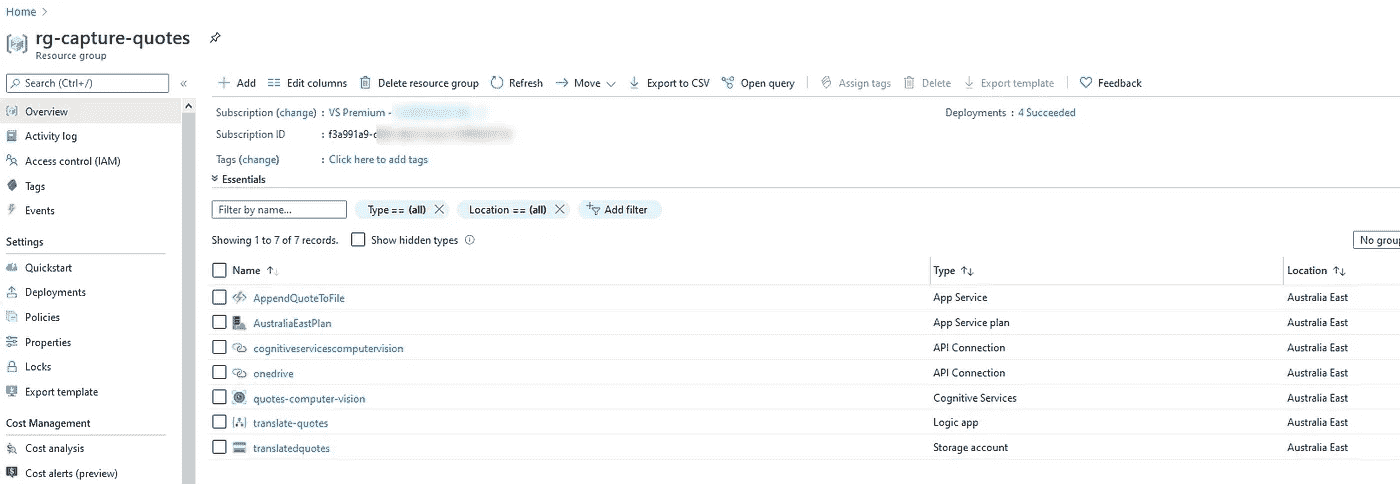 Home >
rg-capture-quotes
Resource group
Search (Ctrl+/)
«
Add Edit columns Delete resource group Refresh Move Export to CSV Open query Assign tags Delete Export template Feedback
Overview
Activity log
Access control (IAM)
Tags
Events
Settings
Quickstart
Deployments
Policies
Properties
Locks
Export template
Cost Management
Cost analysis
Cost alerts (preview)
Subscription (change) : VS Premium -
Deployments : 4 Succeeded
Subscription ID : f3a991a9-
Tags (change) : Click here to add tags
Essentials
Filter by name... Type == (all) Location == (all) Add filter
Showing 1 to 7 of 7 records. Show hidden types
No grou
Name Type Location
AppendQuoteToFile App Service Australia East
AustraliaEastPlan App Service plan Australia East
cognitiveservicescomputervision API Connection Australia East
onedrive API Connection Australia East
quotes-computer-vision Cognitive Services Australia East
translate-quotes Logic app Australia East
translatedquotes Storage account Australia East